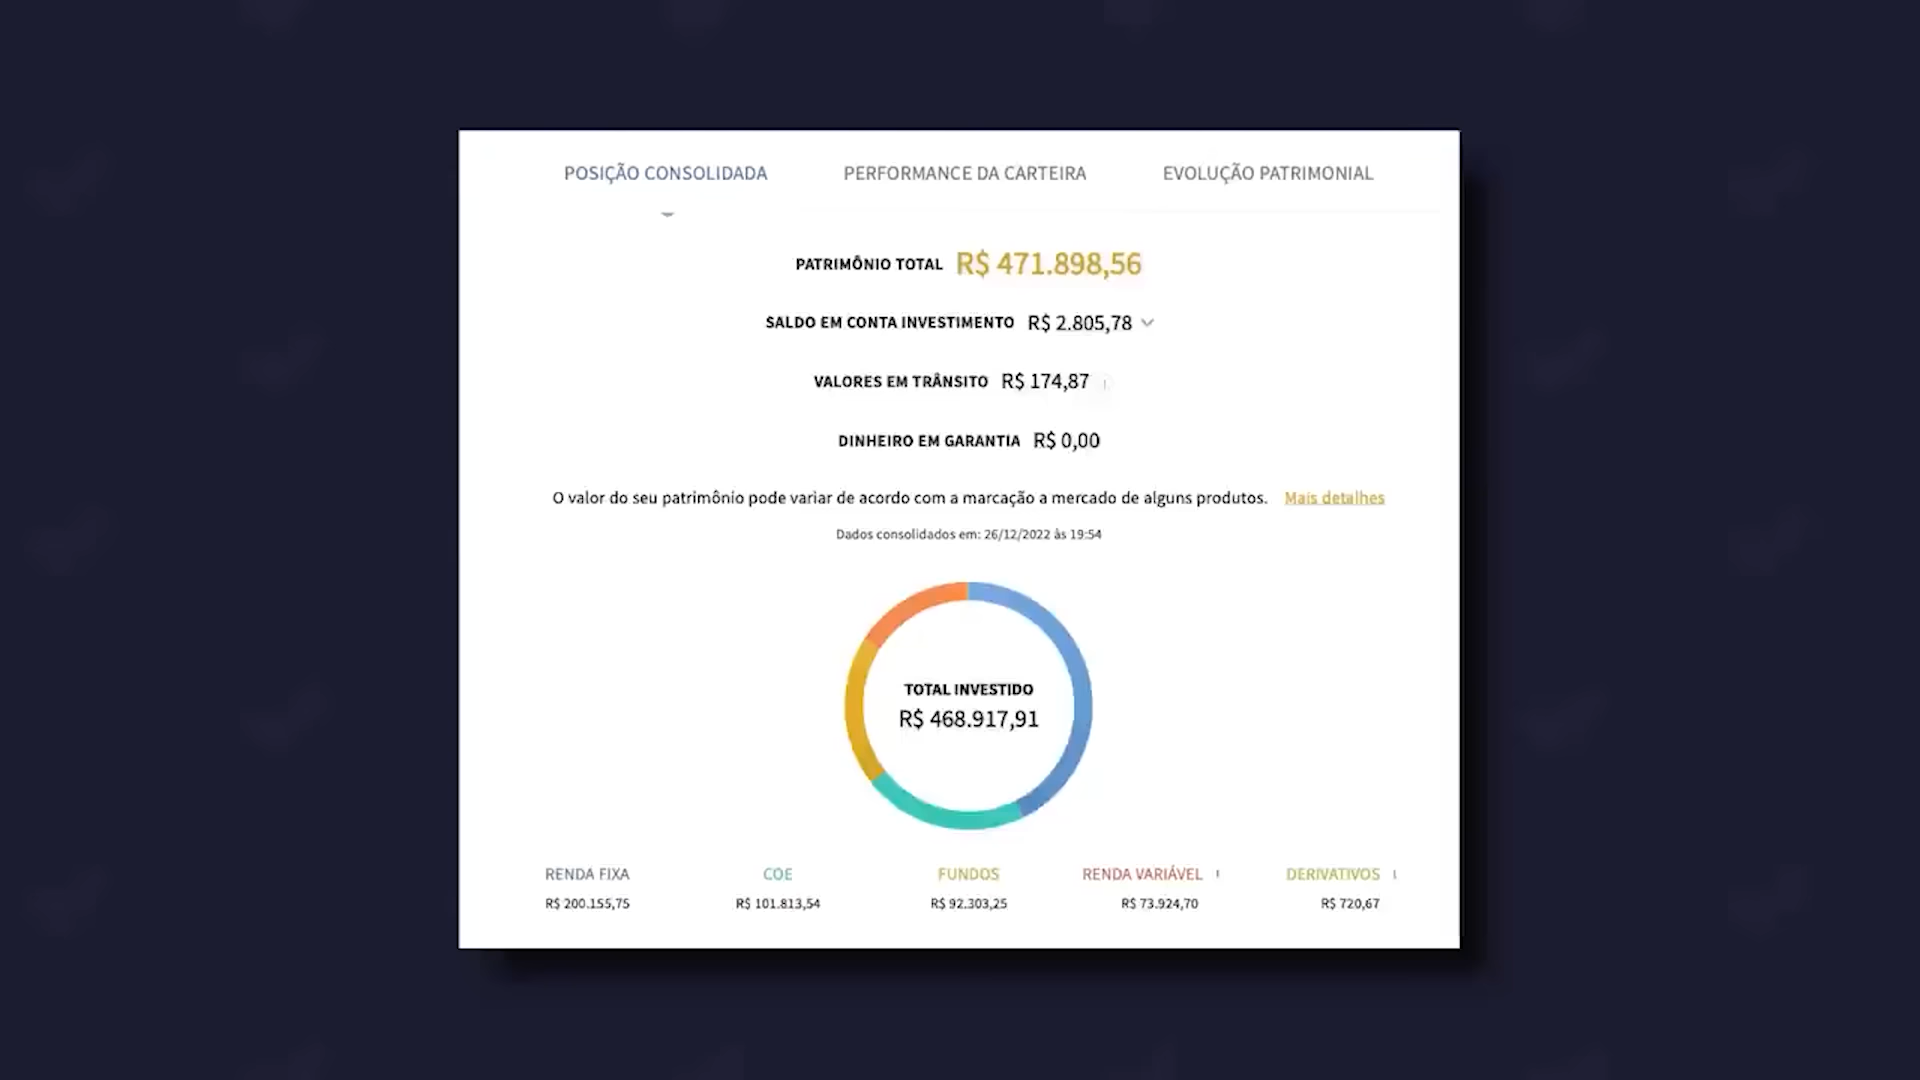 POSIÇÃO CONSOLIDADA PERFORMANCE DA CARTEIRA EVOLUÇÃO PATRIMONIAL
PATRIMÔNIO TOTAL R$ 471.898,56
SALDO EM CONTA INVESTIMENTO R$ 2.805,78
VALORES EM TRÂNSITO R$ 174,87
DINHEIRO EM GARANTIA R$ 0,00
O valor do seu patrimônio pode variar de acordo com a marcação a mercado de alguns produtos. Mais detalhes
Dados consolidados em: 26/12/2022 às 19:54
TOTAL INVESTIDO
R$ 468.917,91
RENDA FIXA COE FUNDOS RENDA VARIÁVEL DERIVATIVOS
R$ 200.155,75 R$ 101.813,54 R$ 92.303,25 R$ 73.924,70 R$ 720,67